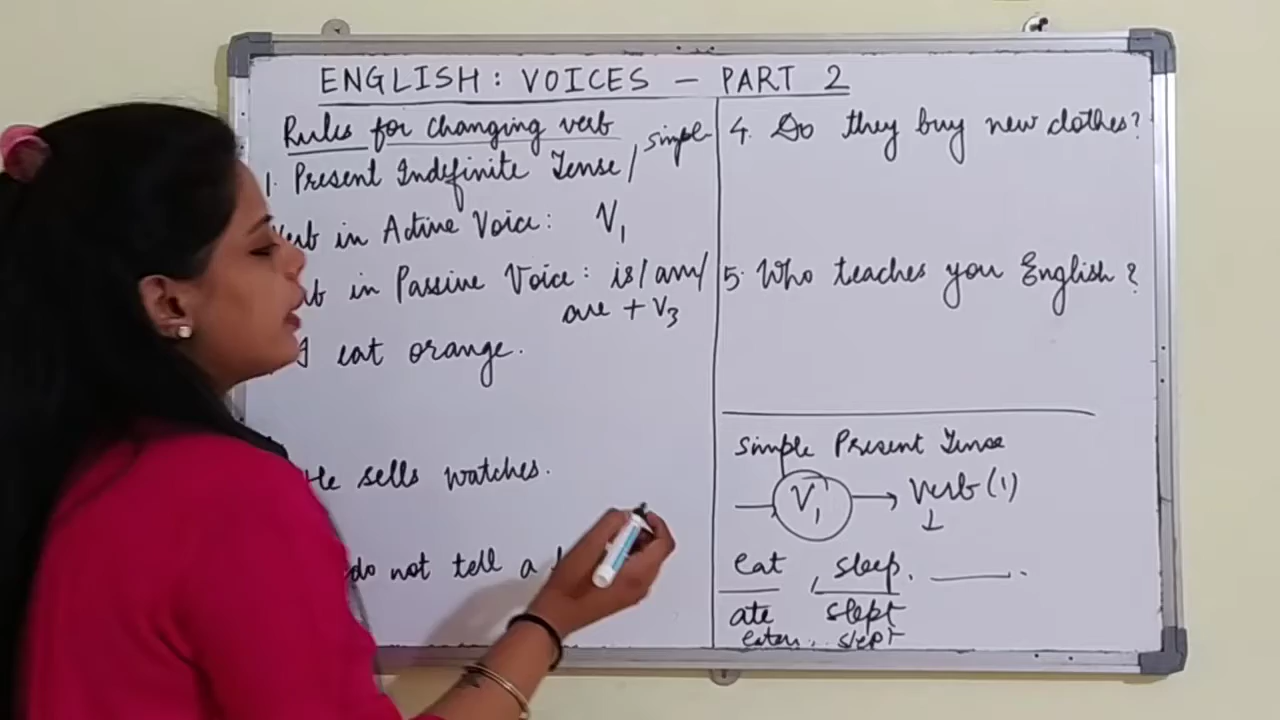 ENGLISH: VOICES - PART 2
Rules for changing verb
1. Present Indefinite Tense / simple
in Active Voice: V1
in Passive Voice: is/am/
are + V3
I eat orange.
sells watches.
do not tell a
4. Do they buy new clothes?
5. Who teaches you English?
Simple Present Tense
V1 → verb (1)
eat, sleep. ____.
ate slept
eaten.. slept